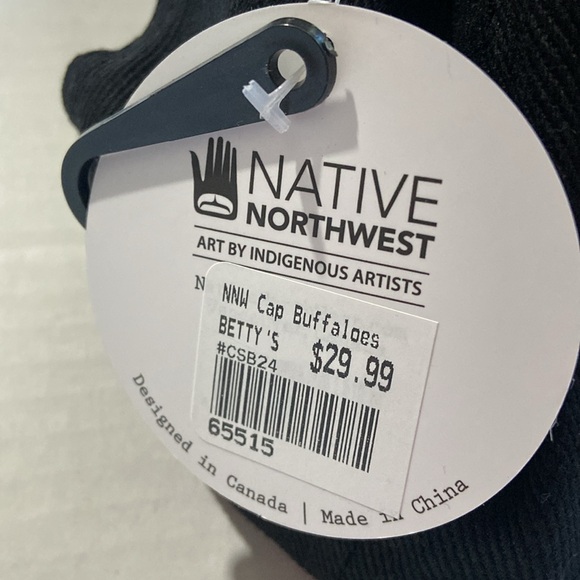 NATIVE
NORTHWEST
ART BY INDIGENOUS ARTISTS
NNW Cap Buffaloes
BETTY'S
#CSB24 $29.99
65515
Designed in Canada | Made in China